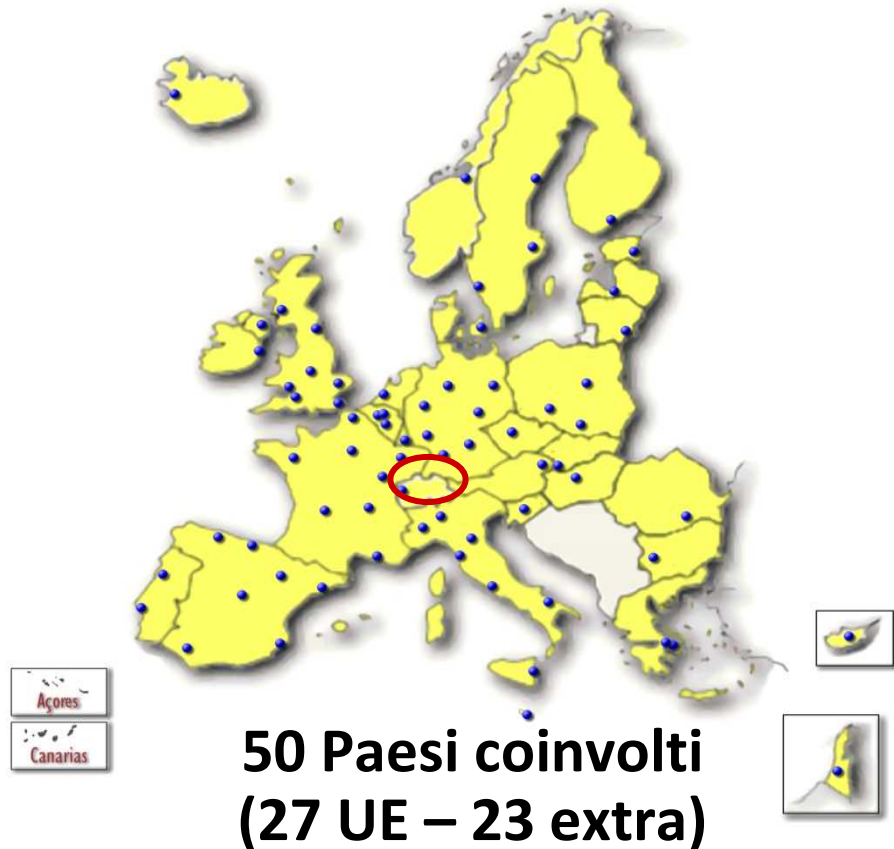 Açores
Canarias
50 Paesi coinvolti
(27 UE – 23 extra)